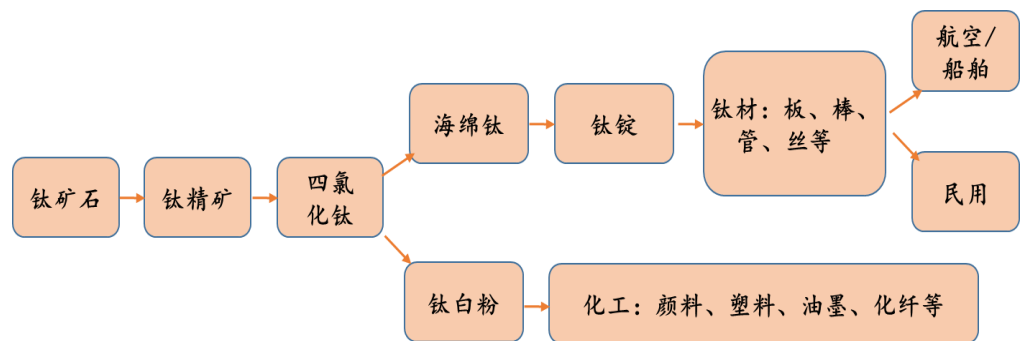 钛矿石
钛精矿
四氯
化钛
海绵钛
钛锭
钛材：板、棒、
管、丝等
航空/
船舶
民用
钛白粉
化工：颜料、塑料、油墨、化纤等